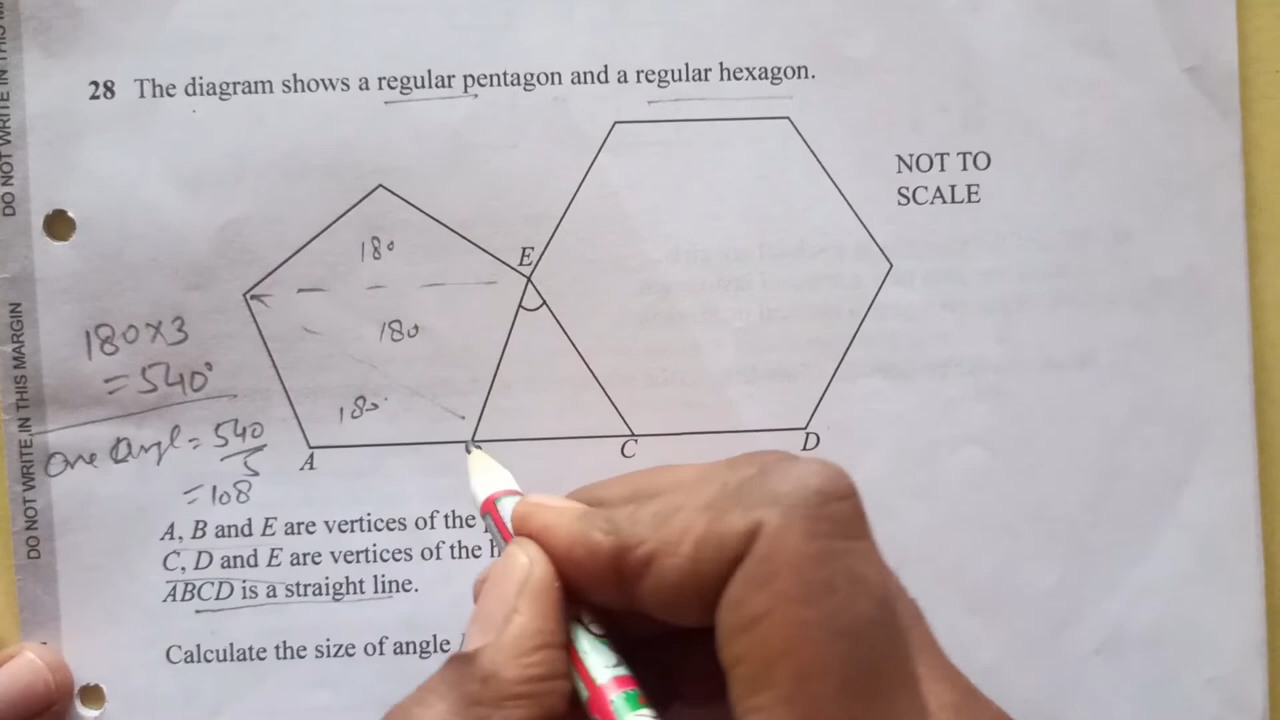 DO NOT WRITE IN THIS MARGIN
28 The diagram shows a regular pentagon and a regular hexagon.
NOT TO
SCALE
E
180
180
180
180×3
=540°
One angle = 540
5
=108
A
C
D
A, B and E are vertices of the
C, D and E are vertices of the
ABCD is a straight line.
Calculate the size of angle
DO NOT WRITE IN